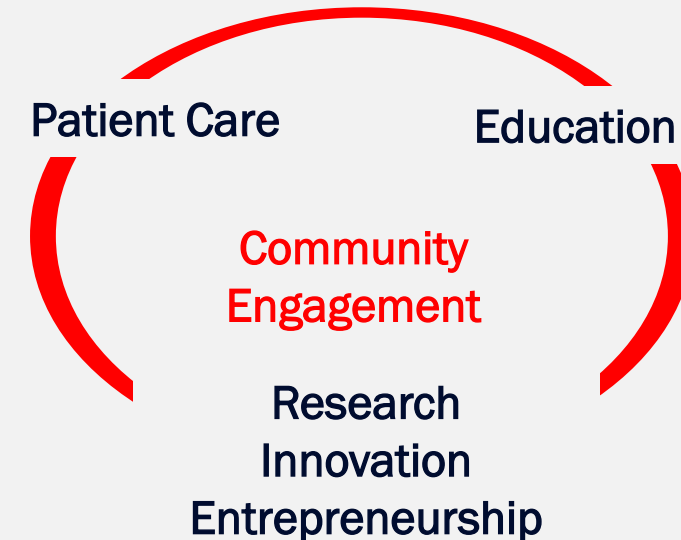 Patient Care
Education
Community
Engagement
Research
Innovation
Entrepreneurship